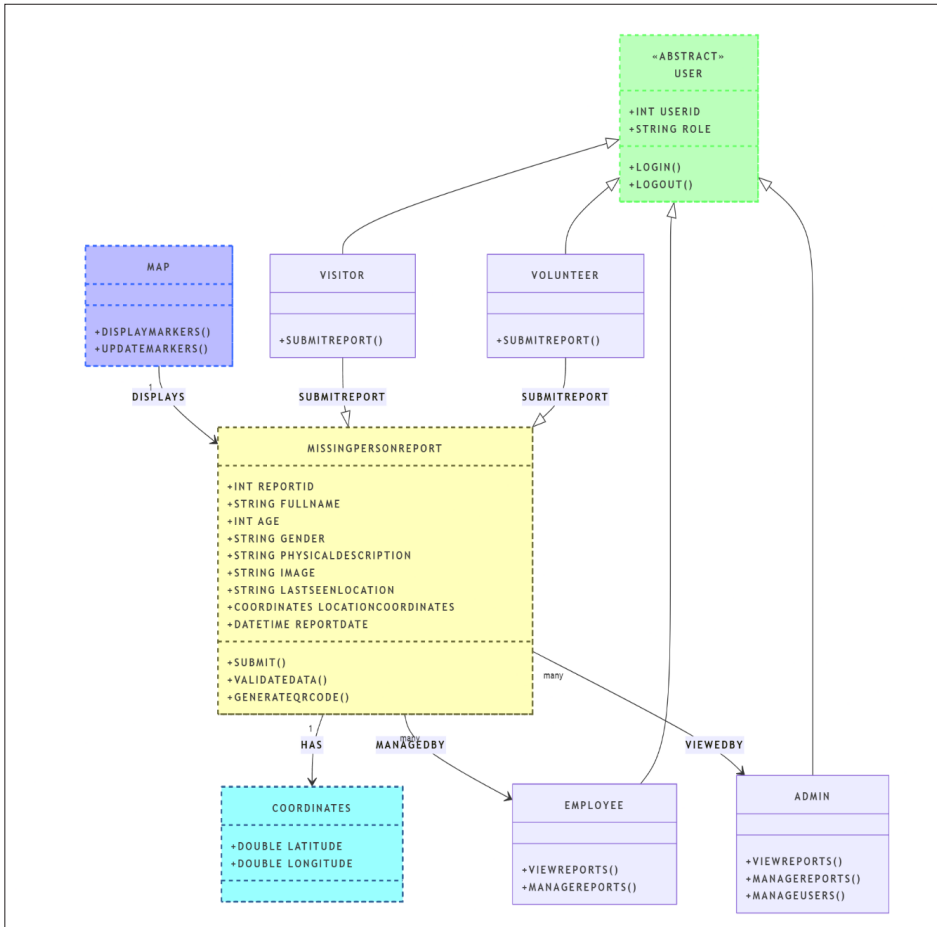 «ABSTRACT»
USER
+INT USERID
+STRING ROLE
+LOGIN()
+LOGOUT()
MAP
+DISPLAYMARKERS()
+UPDATEMARKERS()
VISITOR
+SUBMITREPORT()
VOLUNTEER
+SUBMITREPORT()
1
DISPLAYS
SUBMITREPORT
SUBMITREPORT
MISSINGPERSONREPORT
+INT REPORTID
+STRING FULLNAME
+INT AGE
+STRING GENDER
+STRING PHYSICALDESCRIPTION
+STRING IMAGE
+STRING LASTSEENLOCATION
+COORDINATES LOCATIONCOORDINATES
+DATETIME REPORTDATE
+SUBMIT()
+VALIDATEDATA()
+GENERATEQRCODE()
many
1
HAS
many
MANAGEDBY
VIEWEDBY
COORDINATES
+DOUBLE LATITUDE
+DOUBLE LONGITUDE
EMPLOYEE
+VIEWREPORTS()
+MANAGEREPORTS()
ADMIN
+VIEWREPORTS()
+MANAGEREPORTS()
+MANAGEUSERS()